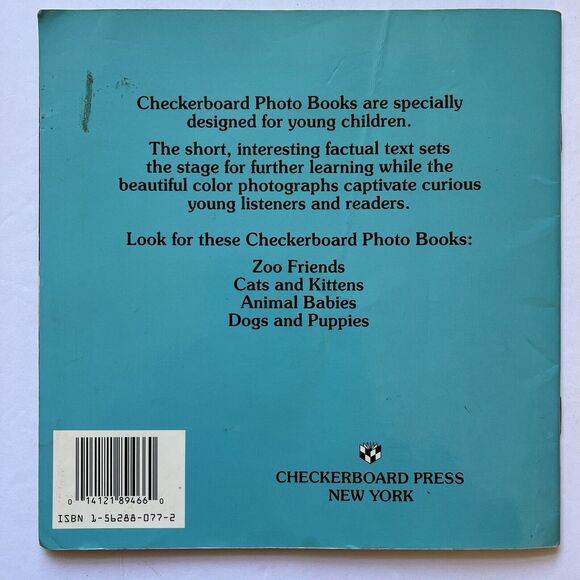 Checkerboard Photo Books are specially
designed for young children.
The short, interesting factual text sets
the stage for further learning while the
beautiful color photographs captivate curious
young listeners and readers.
Look for these Checkerboard Photo Books:
Zoo Friends
Cats and Kittens
Animal Babies
Dogs and Puppies
0 14121 89466 0
ISBN 1-56288-077-2
CHECKERBOARD PRESS
NEW YORK